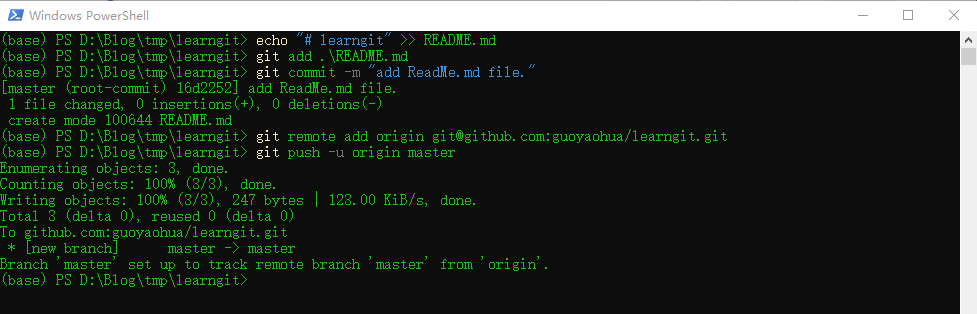 Windows PowerShell
(base) PS D:\Blog\tmp\learngit> echo "# learngit" >> README.md
(base) PS D:\Blog\tmp\learngit> git add .\README.md
(base) PS D:\Blog\tmp\learngit> git commit -m "add ReadMe.md file."
[master (root-commit) 16d2252] add ReadMe.md file.
 1 file changed, 0 insertions(+), 0 deletions(-)
 create mode 100644 README.md
(base) PS D:\Blog\tmp\learngit> git remote add origin git@github.com:guoyaohua/learngit.git
(base) PS D:\Blog\tmp\learngit> git push -u origin master
Enumerating objects: 3, done.
Counting objects: 100% (3/3), done.
Writing objects: 100% (3/3), 247 bytes | 123.00 KiB/s, done.
Total 3 (delta 0), reused 0 (delta 0)
To github.com:guoyaohua/learngit.git
 * [new branch]      master -> master
Branch 'master' set up to track remote branch 'master' from 'origin'.
(base) PS D:\Blog\tmp\learngit>